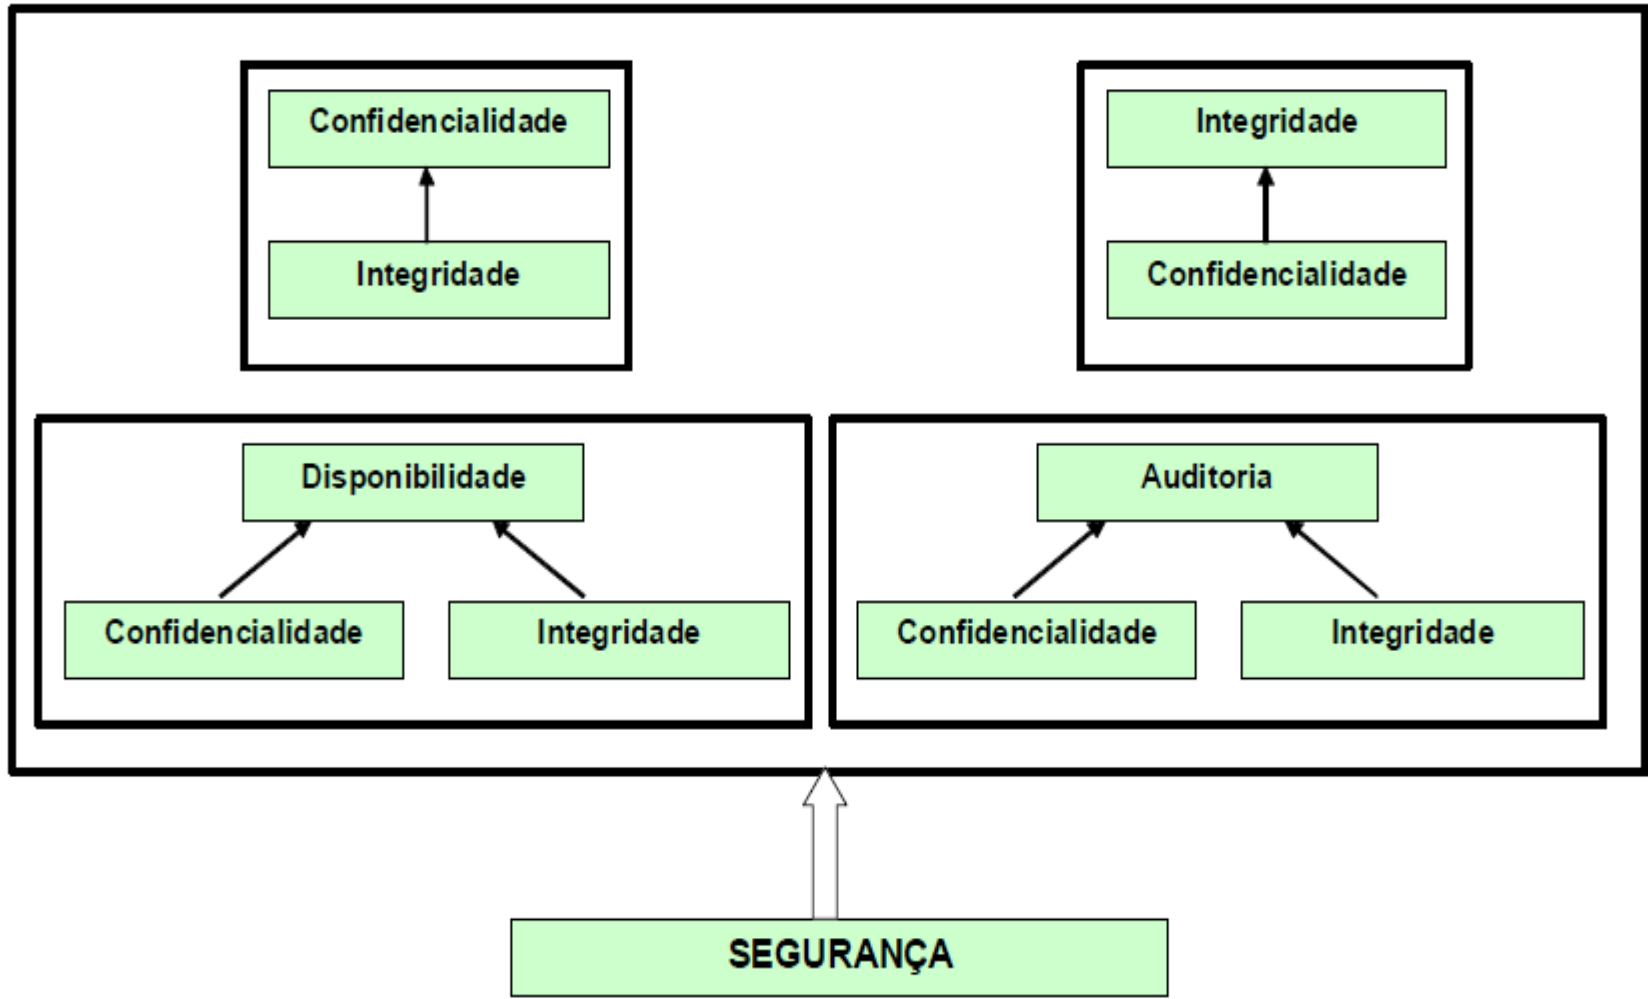 Confidencialidade
Integridade
Integridade
Confidencialidade
Disponibilidade
Confidencialidade
Integridade
Auditoria
Confidencialidade
Integridade
SEGURANÇA